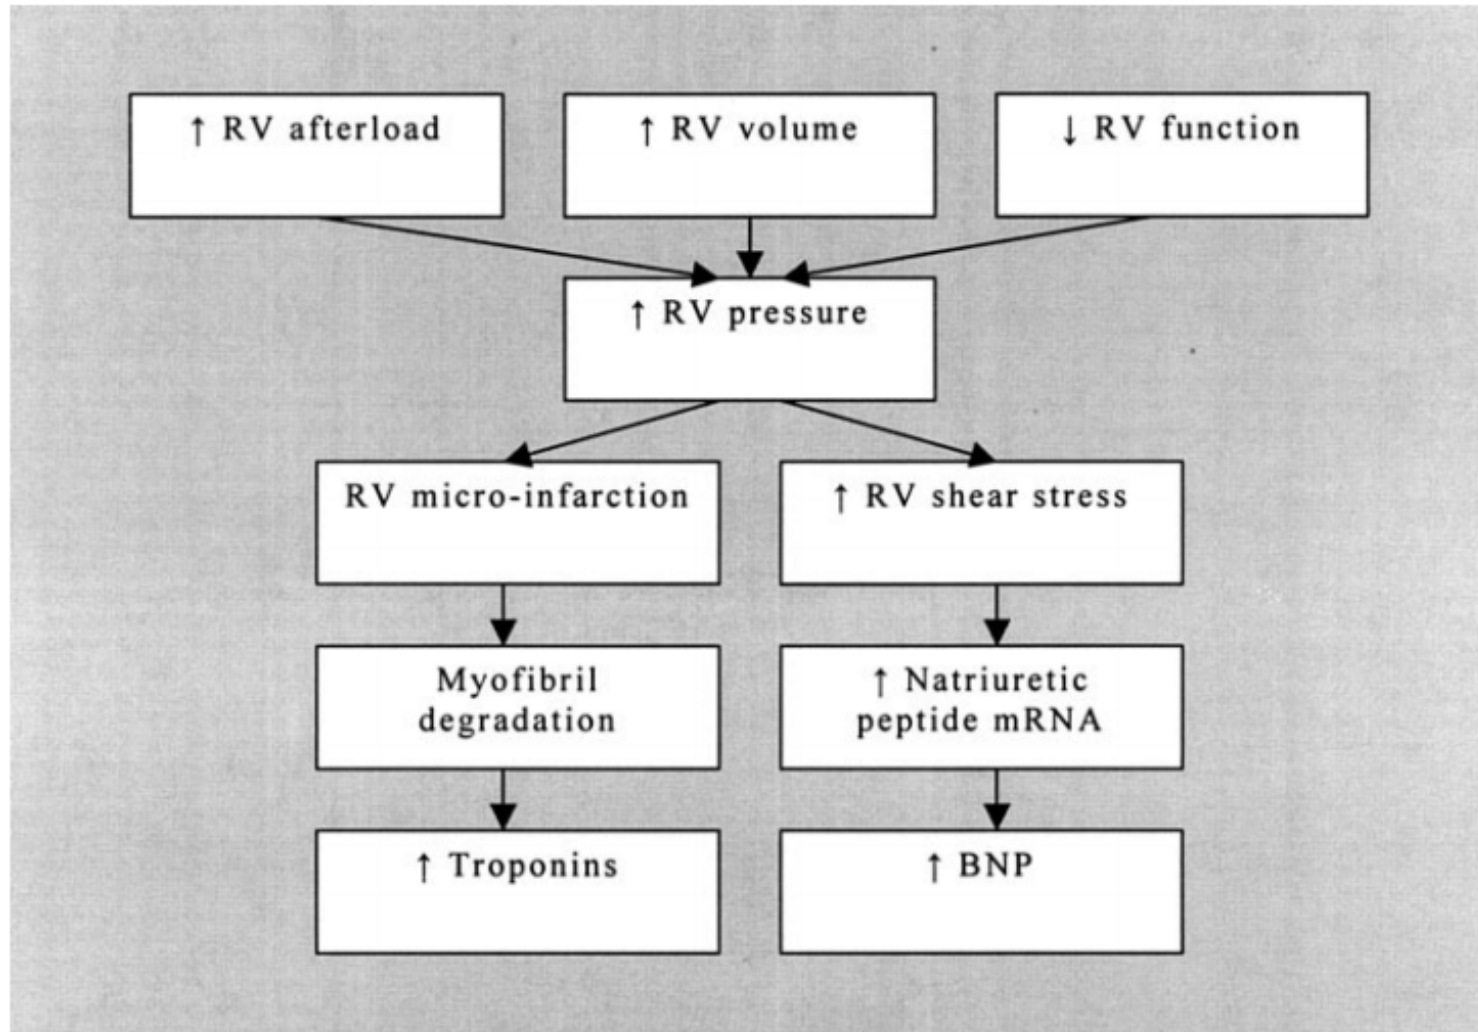 ↑ RV afterload
↑ RV volume
↓ RV function
↑ RV pressure
RV micro-infarction
↑ RV shear stress
Myofibril
degradation
↑ Natriuretic
peptide mRNA
↑ Troponins
↑ BNP